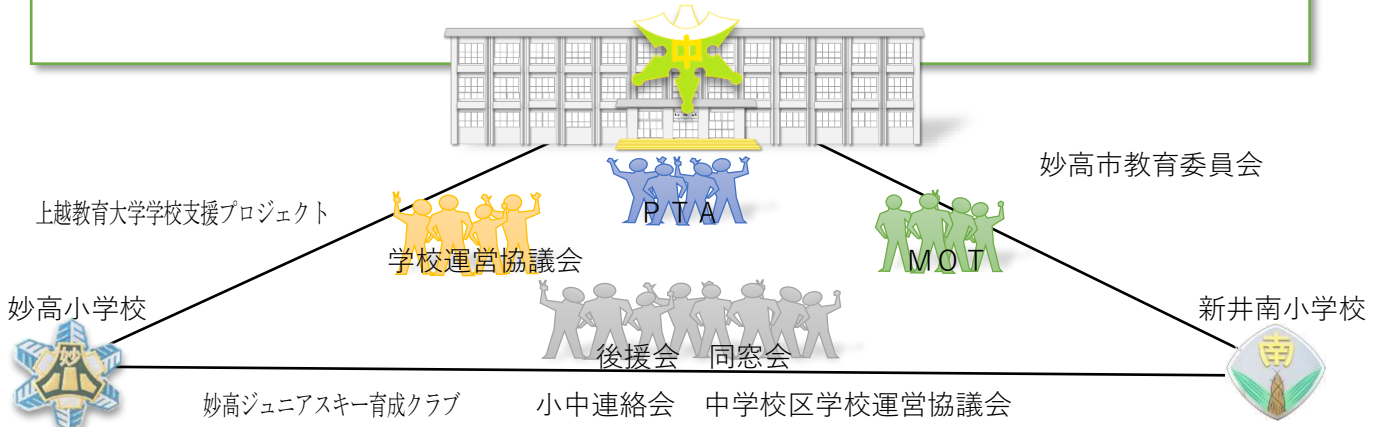 中
妙高市教育委員会
上越教育大学学校支援プロジェクト
PTA
学校運営協議会
MOT
妙高小学校
新井南小学校
妙
南
後援会 同窓会
妙高ジュニアスキー育成クラブ
小中連絡会 中学校区学校運営協議会